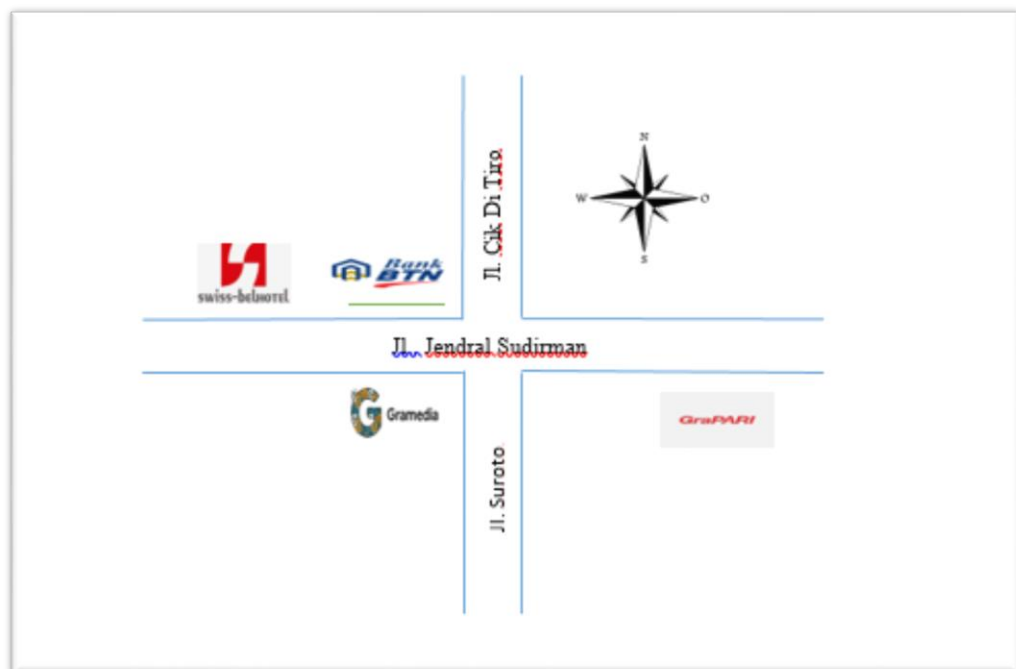 N
W
O
S
Jl. Cik Di Tiro
swiss-belHOTEL
Bank
BTN
Jl. Jendral Sudirman
G Gramedia
GraPARI
Jl. Suroto